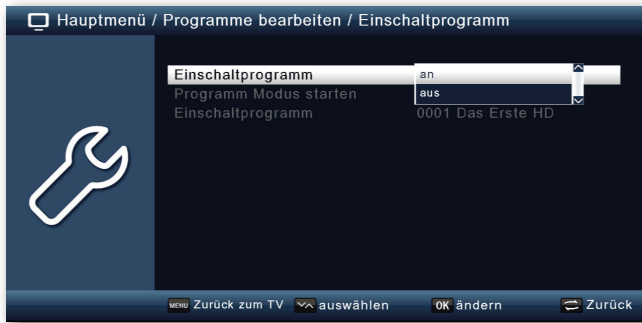 Hauptmenü / Programme bearbeiten / Einschaltprogramm
Einschaltprogramm an
Programm Modus starten aus
Einschaltprogramm 0001 Das Erste HD
MENU Zurück zum TV auswählen OK ändern Zurück